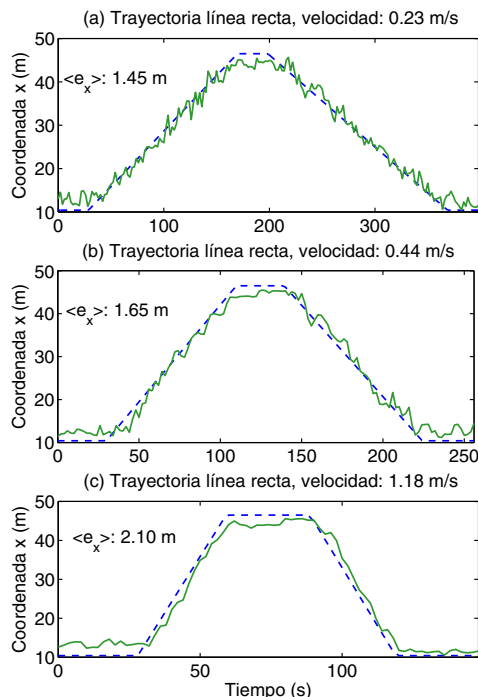 (a) Trayectoria línea recta, velocidad: 0.23 m/s
50
40
30
20
10
Coordenada x (m)
<e_x>: 1.45 m
100
200
300
(b) Trayectoria línea recta, velocidad: 0.44 m/s
50
40
30
20
10
Coordenada x (m)
<e_x>: 1.65 m
0
50
100
150
200
250
(c) Trayectoria línea recta, velocidad: 1.18 m/s
50
40
30
20
10
Coordenada x (m)
<e_x>: 2.10 m
0
50
100
Tiempo (s)